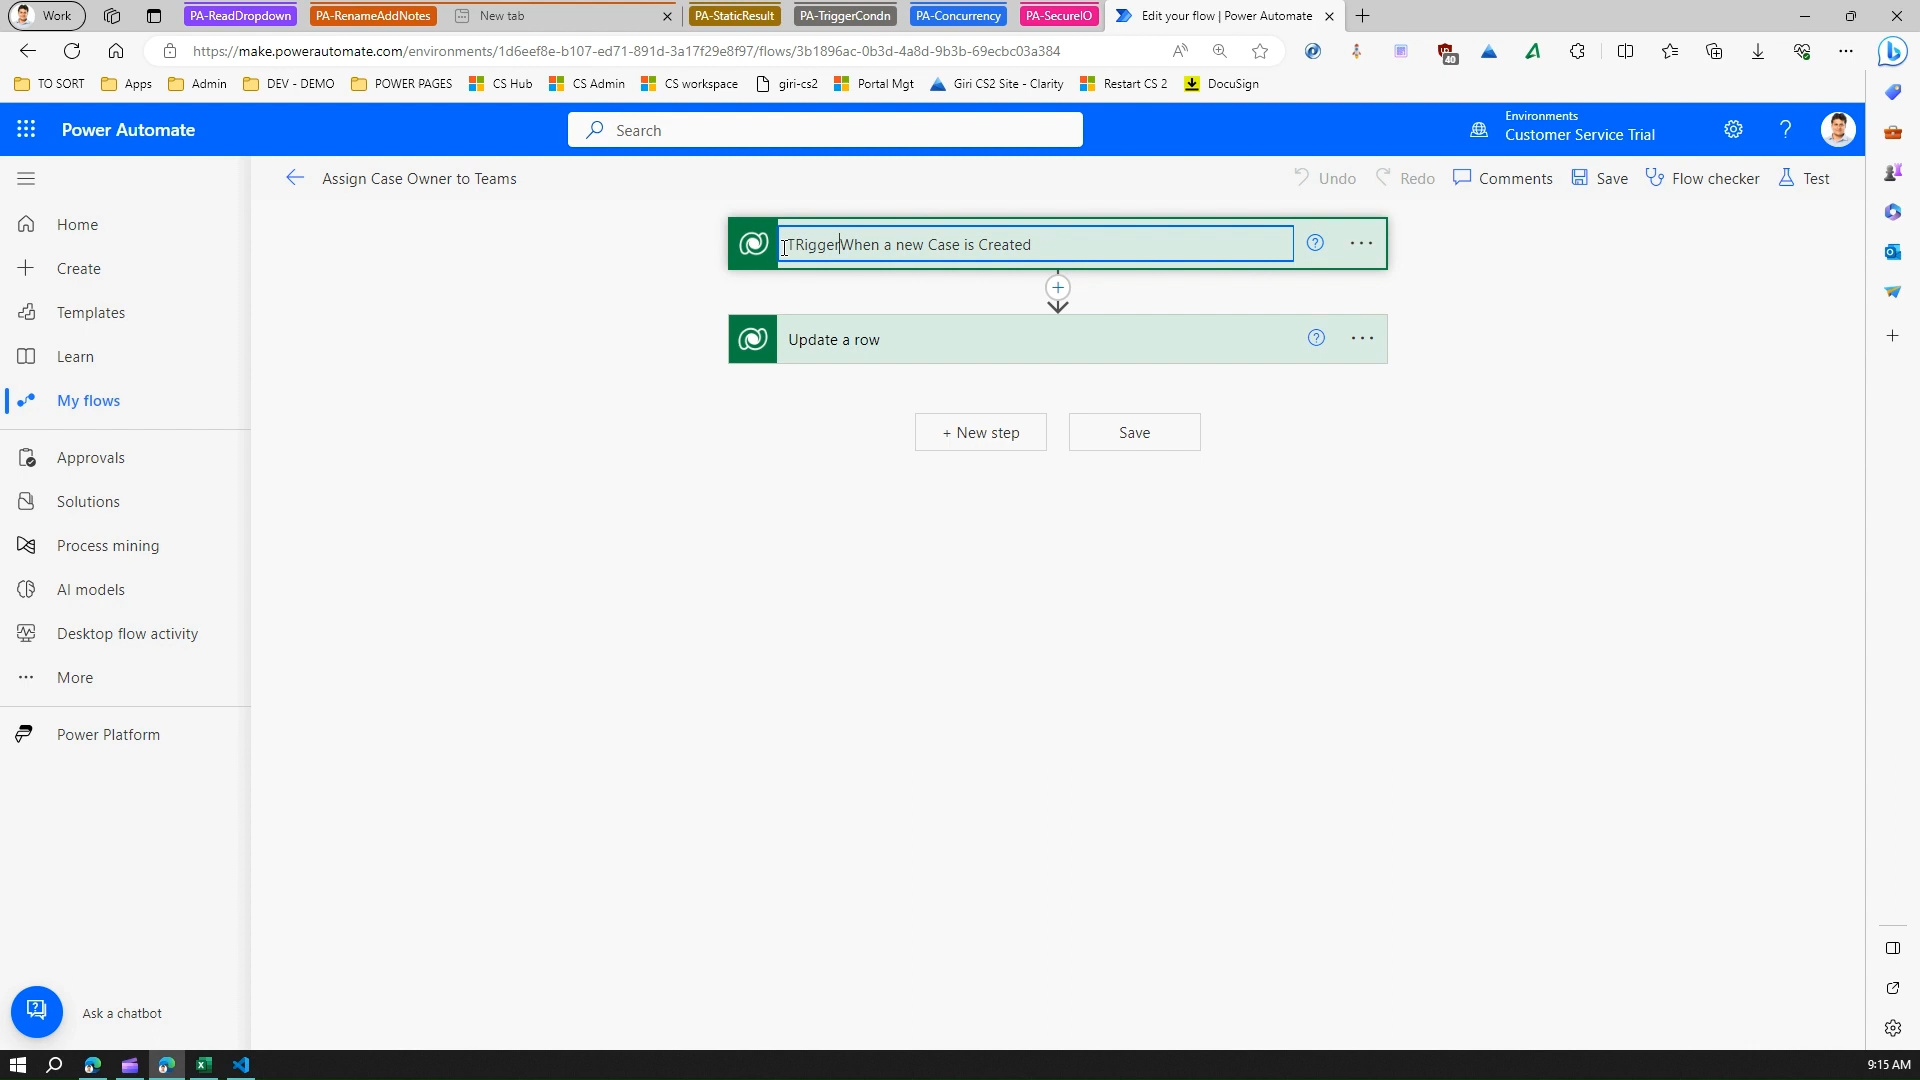 Work
PA-ReadDropdown
PA-RenameAddNotes
New tab
PA-StaticResult
PA-TriggerCondn
PA-Concurrency
PA-SecureIO
Edit your flow | Power Automate
https://make.powerautomate.com/environments/1d6eef8e-b107-ed71-891d-3a17f29e8f97/flows/3b1896ac-0b3d-4a8d-9b3b-69ecbc03a384
40
TO SORT
Apps
Admin
DEV - DEMO
POWER PAGES
CS Hub
CS Admin
CS workspace
giri-cs2
Portal Mgt
Giri CS2 Site - Clarity
Restart CS 2
DocuSign
Power Automate
Search
Environments
Customer Service Trial
Assign Case Owner to Teams
Undo
Redo
Comments
Save
Flow checker
Test
Home
Create
Templates
Learn
My flows
Approvals
Solutions
Process mining
AI models
Desktop flow activity
More
Power Platform
Ask a chatbot
TRiggerWhen a new Case is Created
Update a row
+ New step
Save
9:15 AM